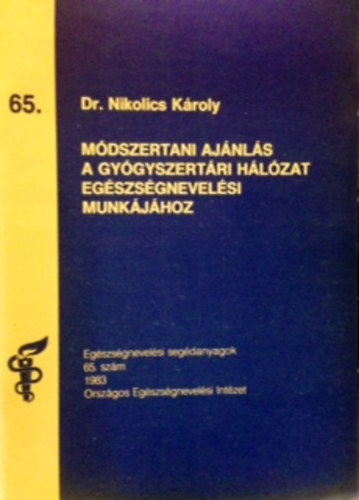 65.
Dr. Nikolics Károly
MÓDSZERTANI AJÁNLÁS
A GYÓGYSZERTÁRI HÁLÓZAT
EGÉSZSÉGNEVELÉSI
MUNKÁJÁHOZ
Egészségnevelési segédanyagok
65. szám
1983
Országos Egészségnevelési Intézet